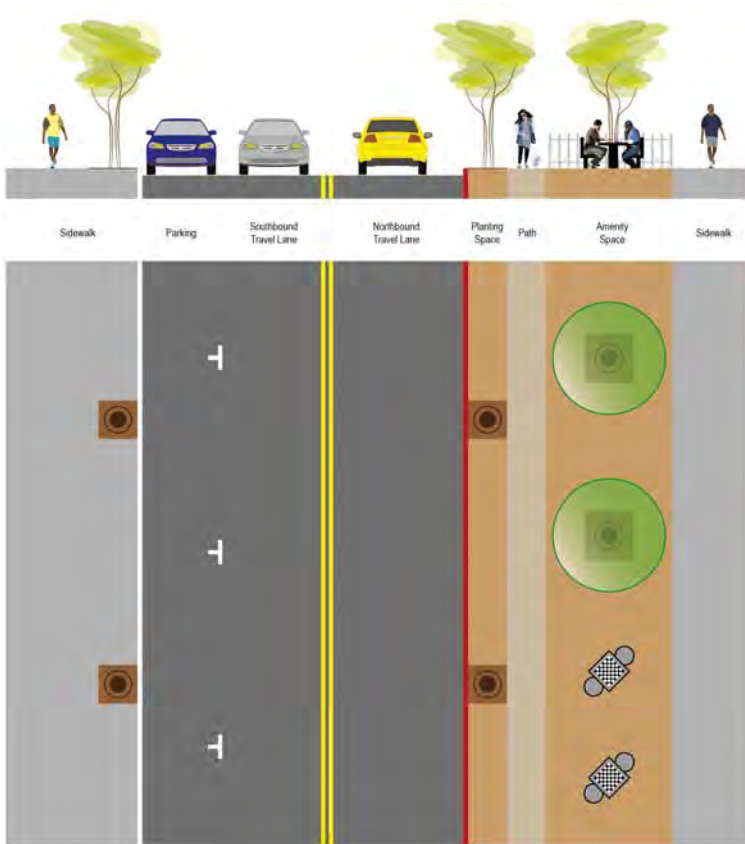 Sidewalk
Parking
Southbound
Travel Lane
Northbound
Travel Lane
Planting
Space
Path
Amenity
Space
Sidewalk